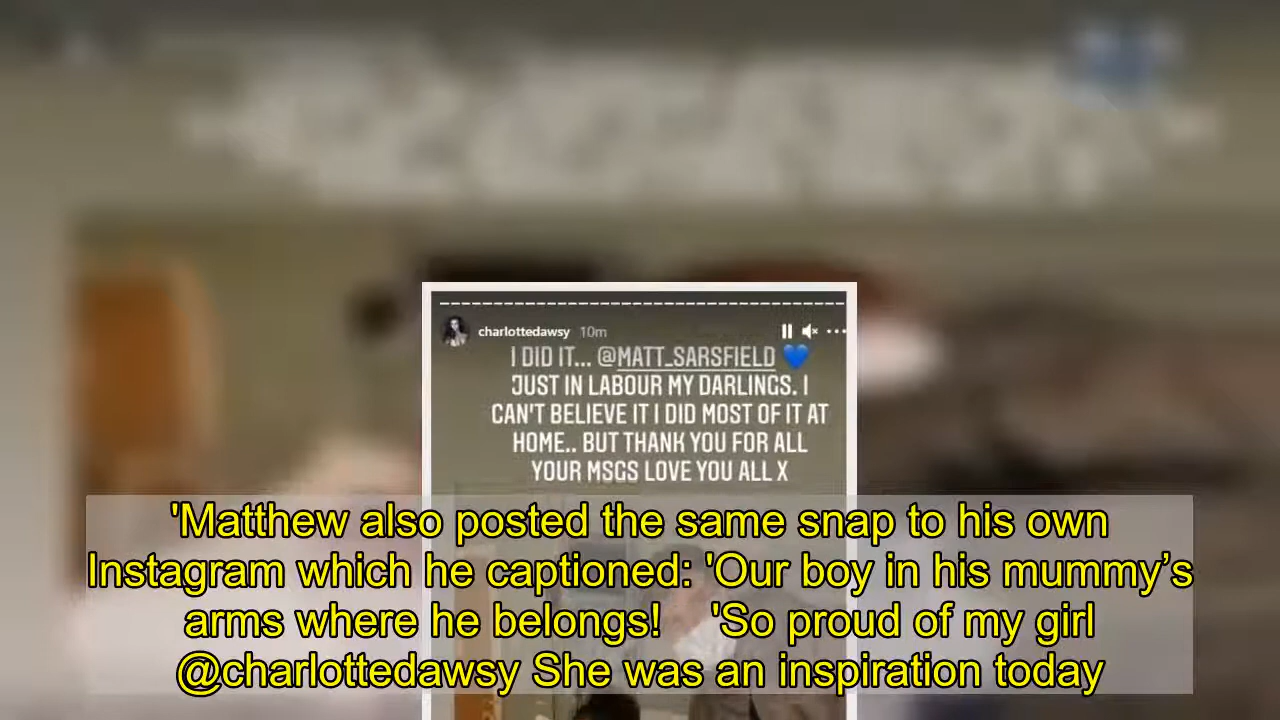 charlottedawsy 10m
I DID IT... @MATT_SARSFIELD 💙
JUST IN LABOUR MY DARLINGS. I
CAN'T BELIEVE IT I DID MOST OF IT AT
HOME.. BUT THANK YOU FOR ALL
YOUR MSGS LOVE YOU ALL X
'Matthew also posted the same snap to his own
Instagram which he captioned: 'Our boy in his mummy’s
arms where he belongs! 'So proud of my girl
@charlottedawsy She was an inspiration today